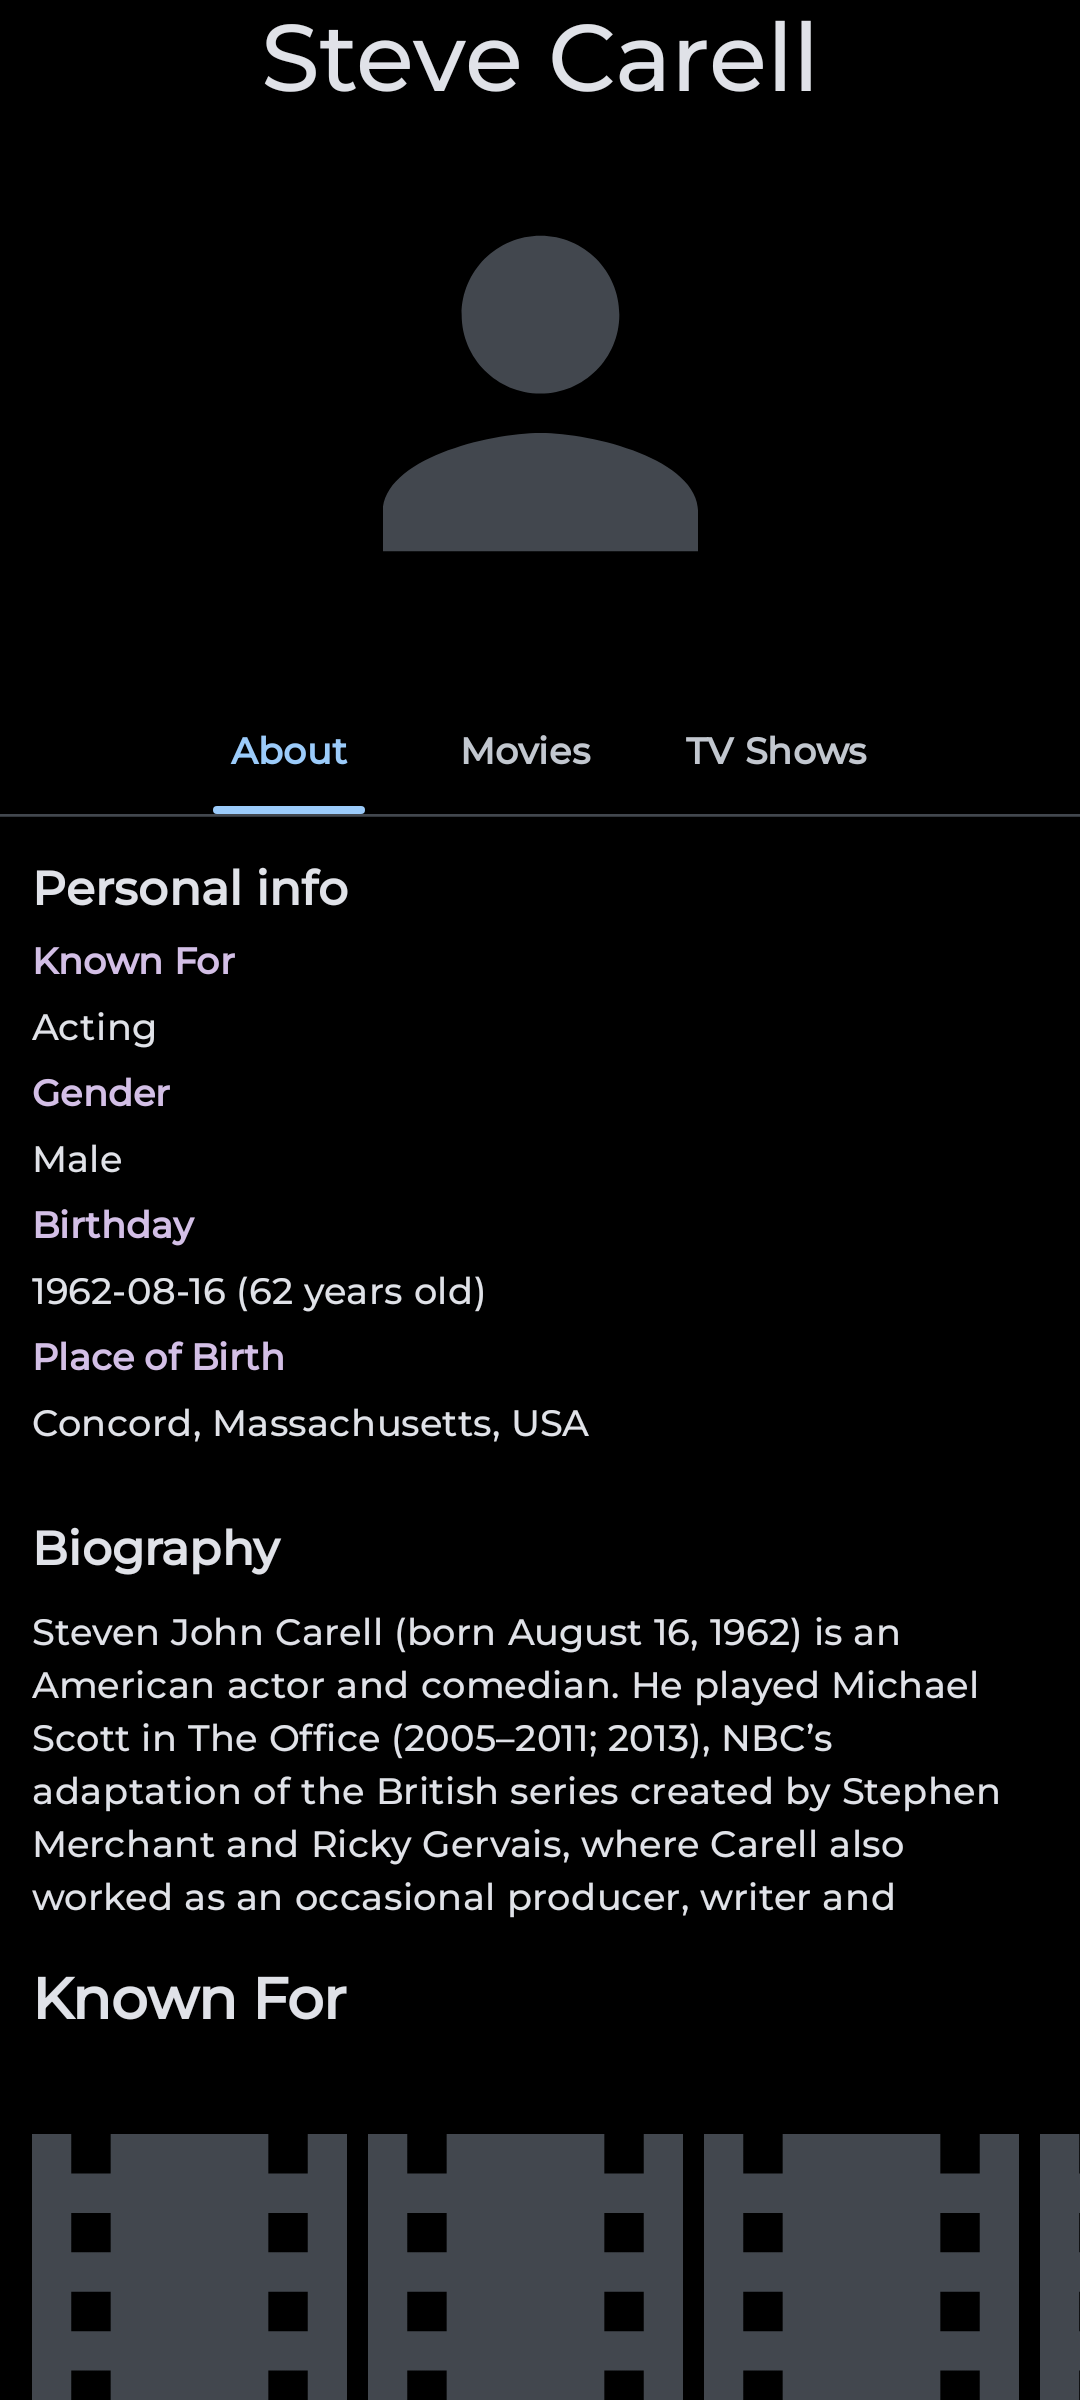 Steve Carell
About Movies TV Shows
Personal info
Known For
Acting
Gender
Male
Birthday
1962-08-16 (62 years old)
Place of Birth
Concord, Massachusetts, USA
Biography
Steven John Carell (born August 16, 1962) is an
American actor and comedian. He played Michael
Scott in The Office (2005–2011; 2013), NBC’s
adaptation of the British series created by Stephen
Merchant and Ricky Gervais, where Carell also
worked as an occasional producer, writer and
Known For